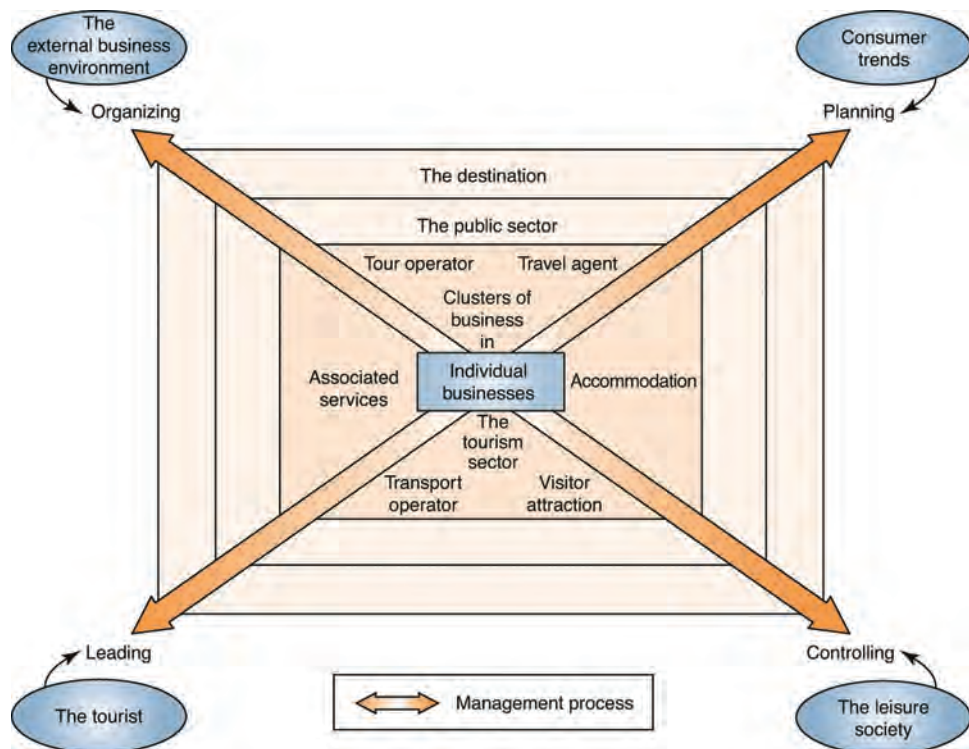 The
external business
environment
Consumer
trends
Organizing
Planning
The destination
The public sector
Tour operator
Travel agent
Clusters of
business
in
Associated
services
Individual
businesses
Accommodation
The
tourism
sector
Transport
operator
Visitor
attraction
Leading
Controlling
The tourist
Management process
The leisure
society